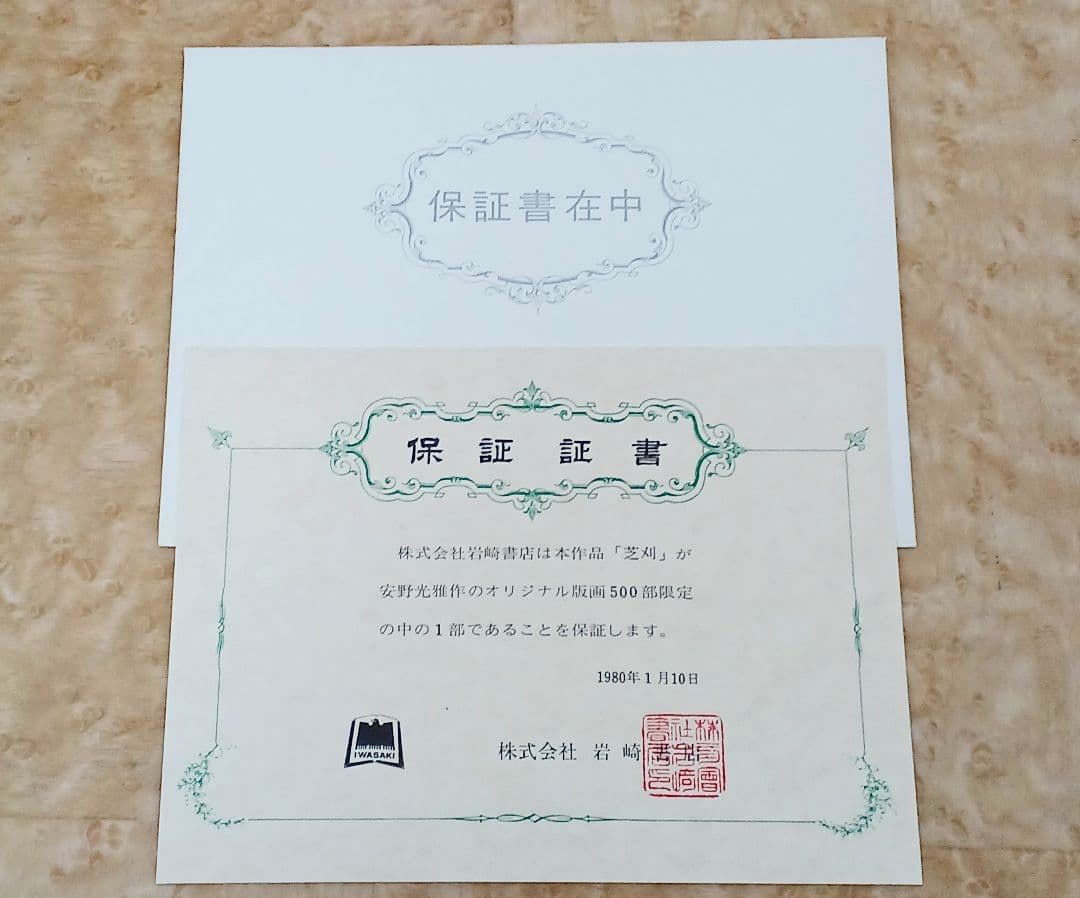 保証書在中
保証証書
株式会社岩崎書店は本作品「芝刈」が
安野光雅作のオリジナル版画500部限定
の中の1部であることを保証します。
1980年1月10日
IWASAKI
株式会社 岩崎書店